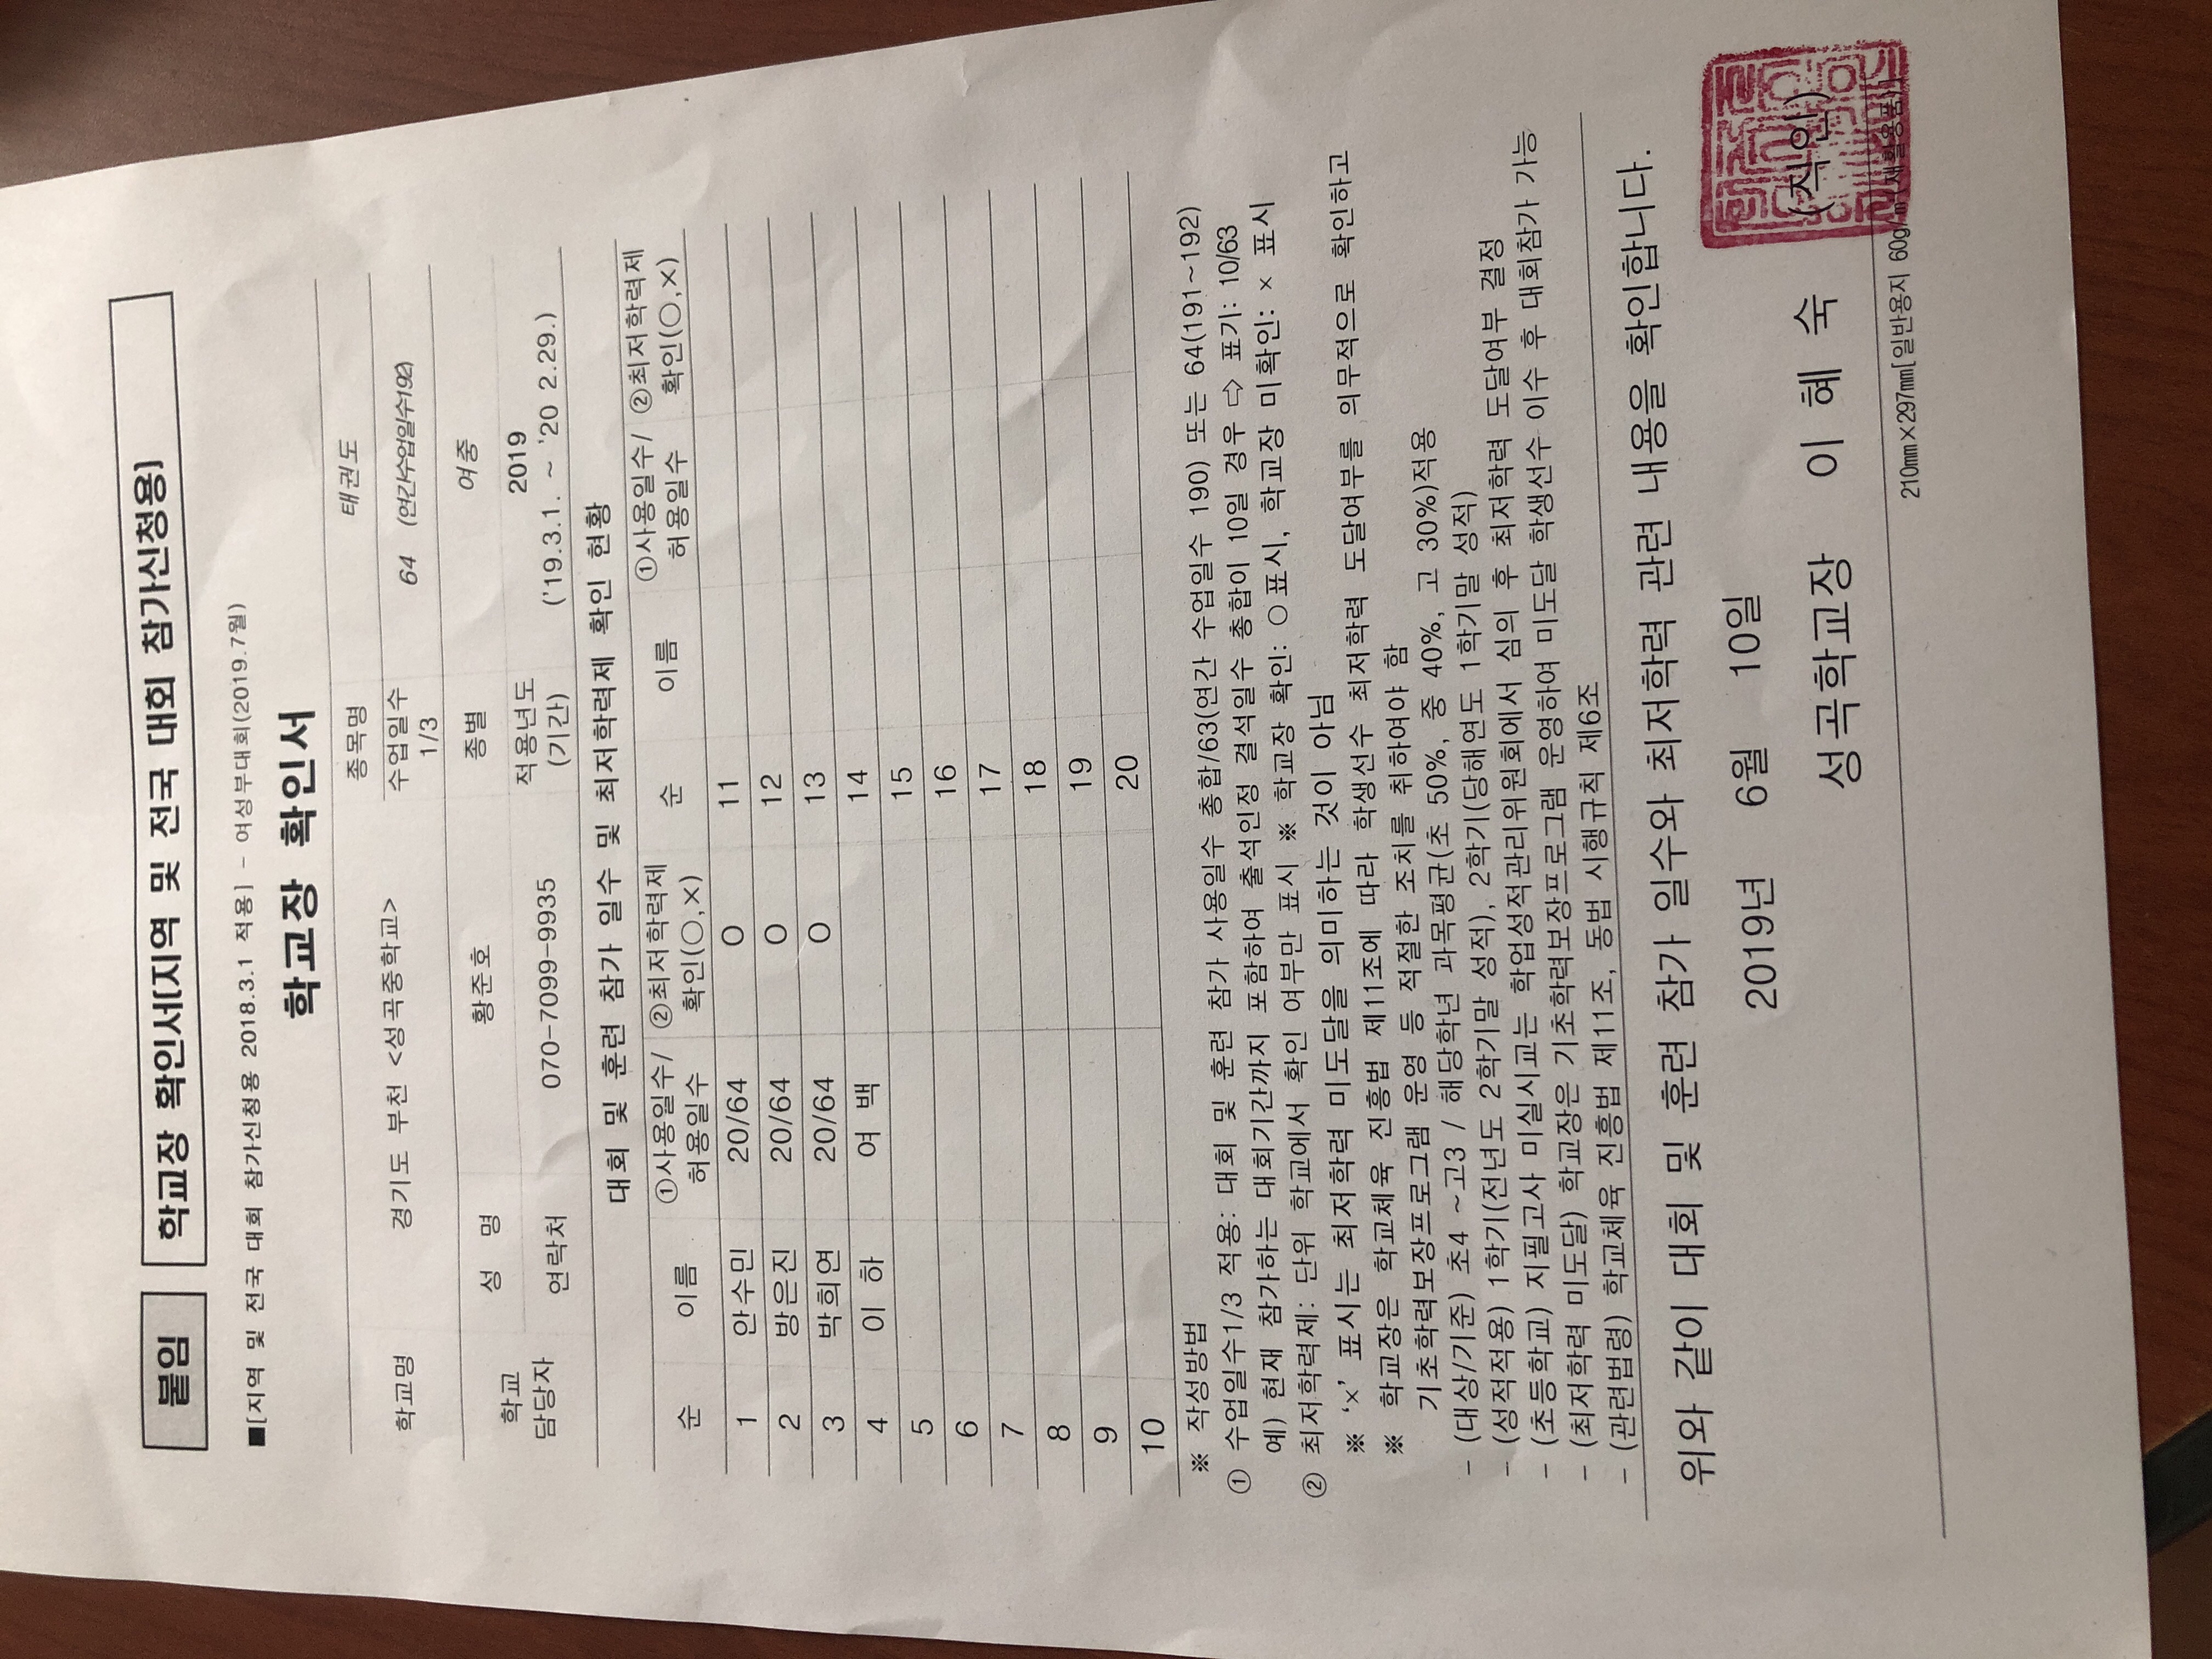 붙임 학교장 확인서[지역 및 전국 대회 참가신청용]
■[지역 및 전국 대회 참가신청용 2018.3.1 적용] - 여성부대회(2019.7월)
학교장 확인서
학교명 경기도 부천 <성곡중학교> 종목명 태권도
수업일수 1/3 64 (연간수업일수192)
학교 담당자 성 명 황준호 종별 여중
연락처 070-7099-9935 적용년도 (기간) 2019 ('19.3.1. ~ '20 2.29.)
대회 및 훈련 참가 일수 및 최저학력제 확인 현황
순 이름 ①사용일수/ 허용일수 ②최저학력제 확인(○,×) 순 이름 ①사용일수/ 허용일수 ②최저학력제 확인(○,×)
1 안수민 20/64 O 11
2 방은진 20/64 O 12
3 박희연 20/64 O 13
4 이 하 여 백 14
5 15
6 16
7 17
8 18
9 19
10 20
※ 작성방법
① 수업일수1/3 적용: 대회 및 훈련 참가 사용일수 총합/63(연간 수업일수 190) 또는 64(191~192)
예) 현재 참가하는 대회기간까지 포함하여 출석인정 결석일수 총합이 10일 경우 ⇨ 표기: 10/63
② 최저학력제: 단위 학교에서 확인 여부만 표시 ※ 학교장 확인: ○ 표시, 학교장 미확인: × 표시
※ ‘×’ 표시는 최저학력 미도달을 의미하는 것이 아님
※ 학교장은 학교체육 진흥법 제11조에 따라 학생선수 최저학력 도달여부를 의무적으로 확인하고
기초학력보장프로그램 운영 등 적절한 조치를 취하여야 함
- (대상/기준) 초4 ~고3 / 해당학년 과목평균(초 50%, 중 40%, 고 30%)적용
- (성적적용) 1학기(전년도 2학기말 성적), 2학기(당해연도 1학기말 성적)
- (초등학교) 지필고사 미실시교는 학업성적관리위원회에서 심의 후 최저학력 도달여부 결정
- (최저학력 미도달) 학교장은 기초학력보장프로그램 운영하여 미도달 학생선수 이수 후 대회참가 가능
- (관련법령) 학교체육 진흥법 제11조, 동법 시행규칙 제6조
위와 같이 대회 및 훈련 참가 일수와 최저학력 관련 내용을 확인합니다.
2019년 6월 10일
성곡학교장 이 혜 숙 (직인)
210mm×297mm[일반용지 60g/㎡(재활용품)]